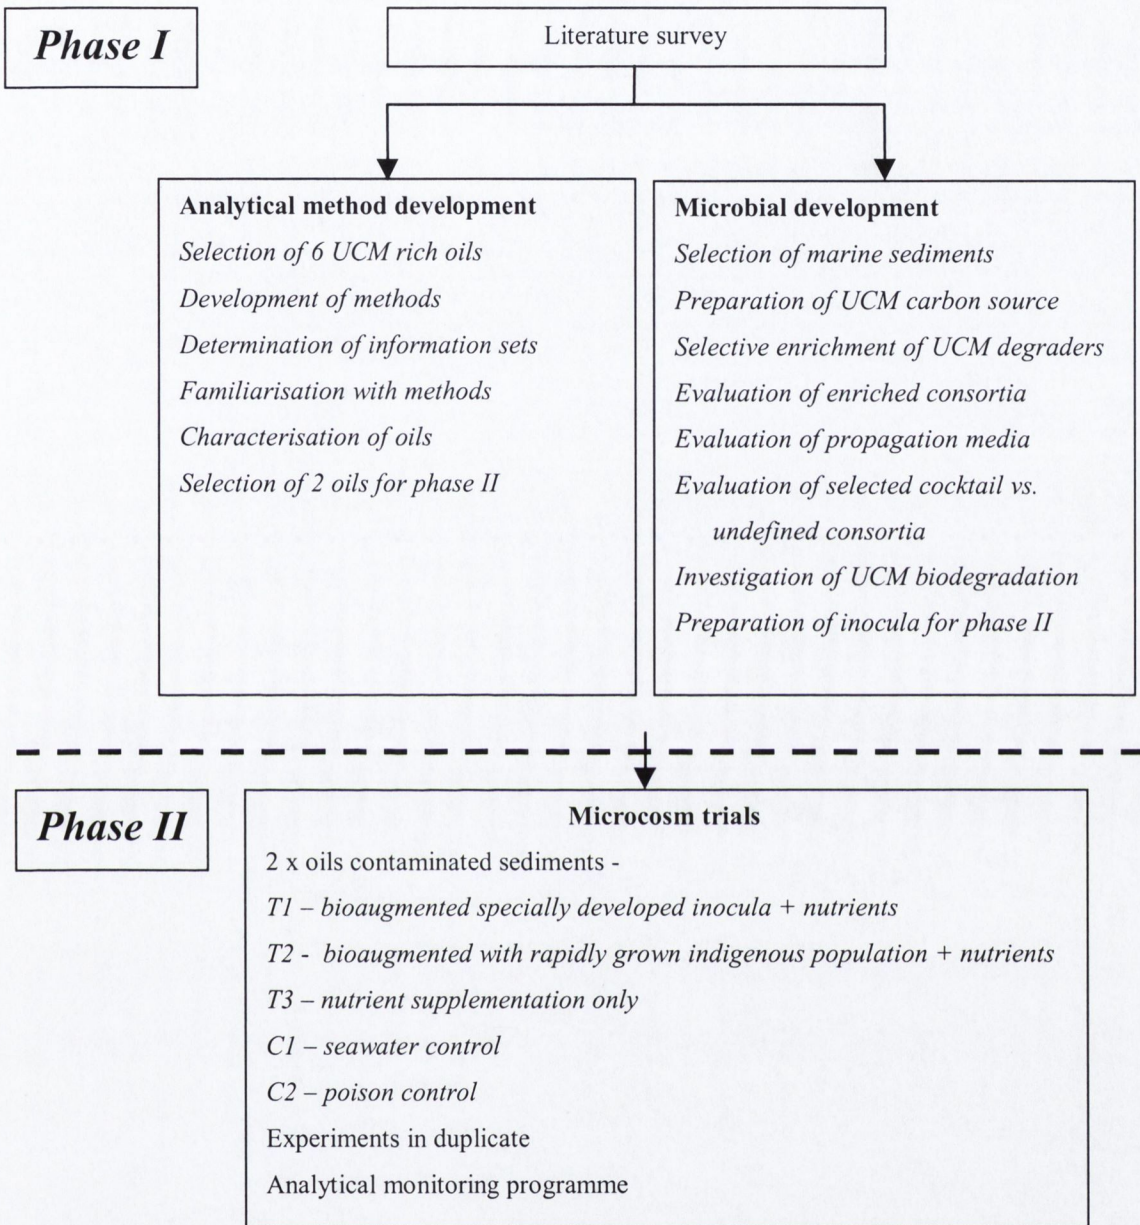 Phase I
Literature survey
Analytical method development
Selection of 6 UCM rich oils
Development of methods
Determination of information sets
Familiarisation with methods
Characterisation of oils
Selection of 2 oils for phase II
Microbial development
Selection of marine sediments
Preparation of UCM carbon source
Selective enrichment of UCM degraders
Evaluation of enriched consortia
Evaluation of propagation media
Evaluation of selected cocktail vs.
undefined consortia
Investigation of UCM biodegradation
Preparation of inocula for phase II
Phase II
Microcosm trials
2 x oils contaminated sediments -
T1 – bioaugmented specially developed inocula + nutrients
T2 - bioaugmented with rapidly grown indigenous population + nutrients
T3 – nutrient supplementation only
C1 – seawater control
C2 – poison control
Experiments in duplicate
Analytical monitoring programme